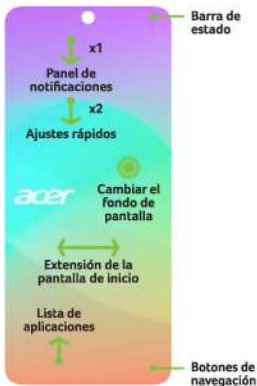 Barra de
estado
x1
Panel de
notificaciones
x2
Ajustes rápidos
acer
Cambiar el
fondo de
pantalla
Extensión de la
pantalla de inicio
Lista de
aplicaciones
Botones de
navegación